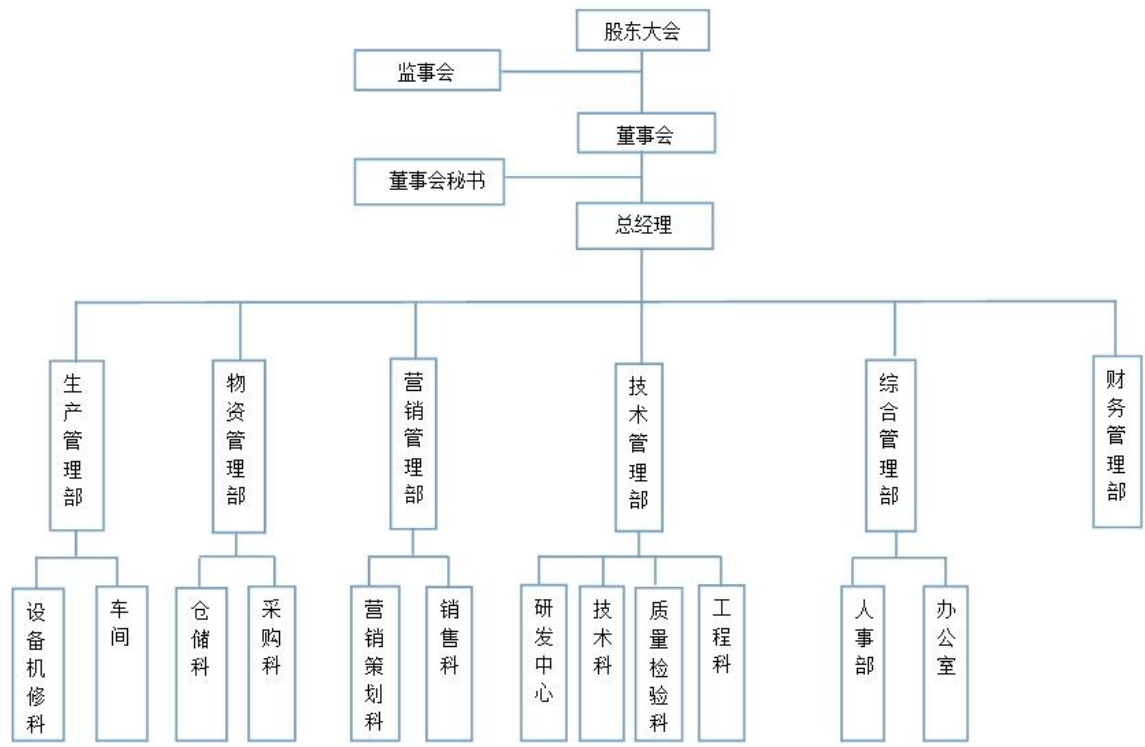 股东大会
监事会
董事会
董事会秘书
总经理
生产管理部
物资管理部
营销管理部
技术管理部
综合管理部
财务管理部
设备机修科
车间
仓储科
采购科
营销策划科
销售科
研发中心
技术科
质量检验科
工程科
人事部
办公室